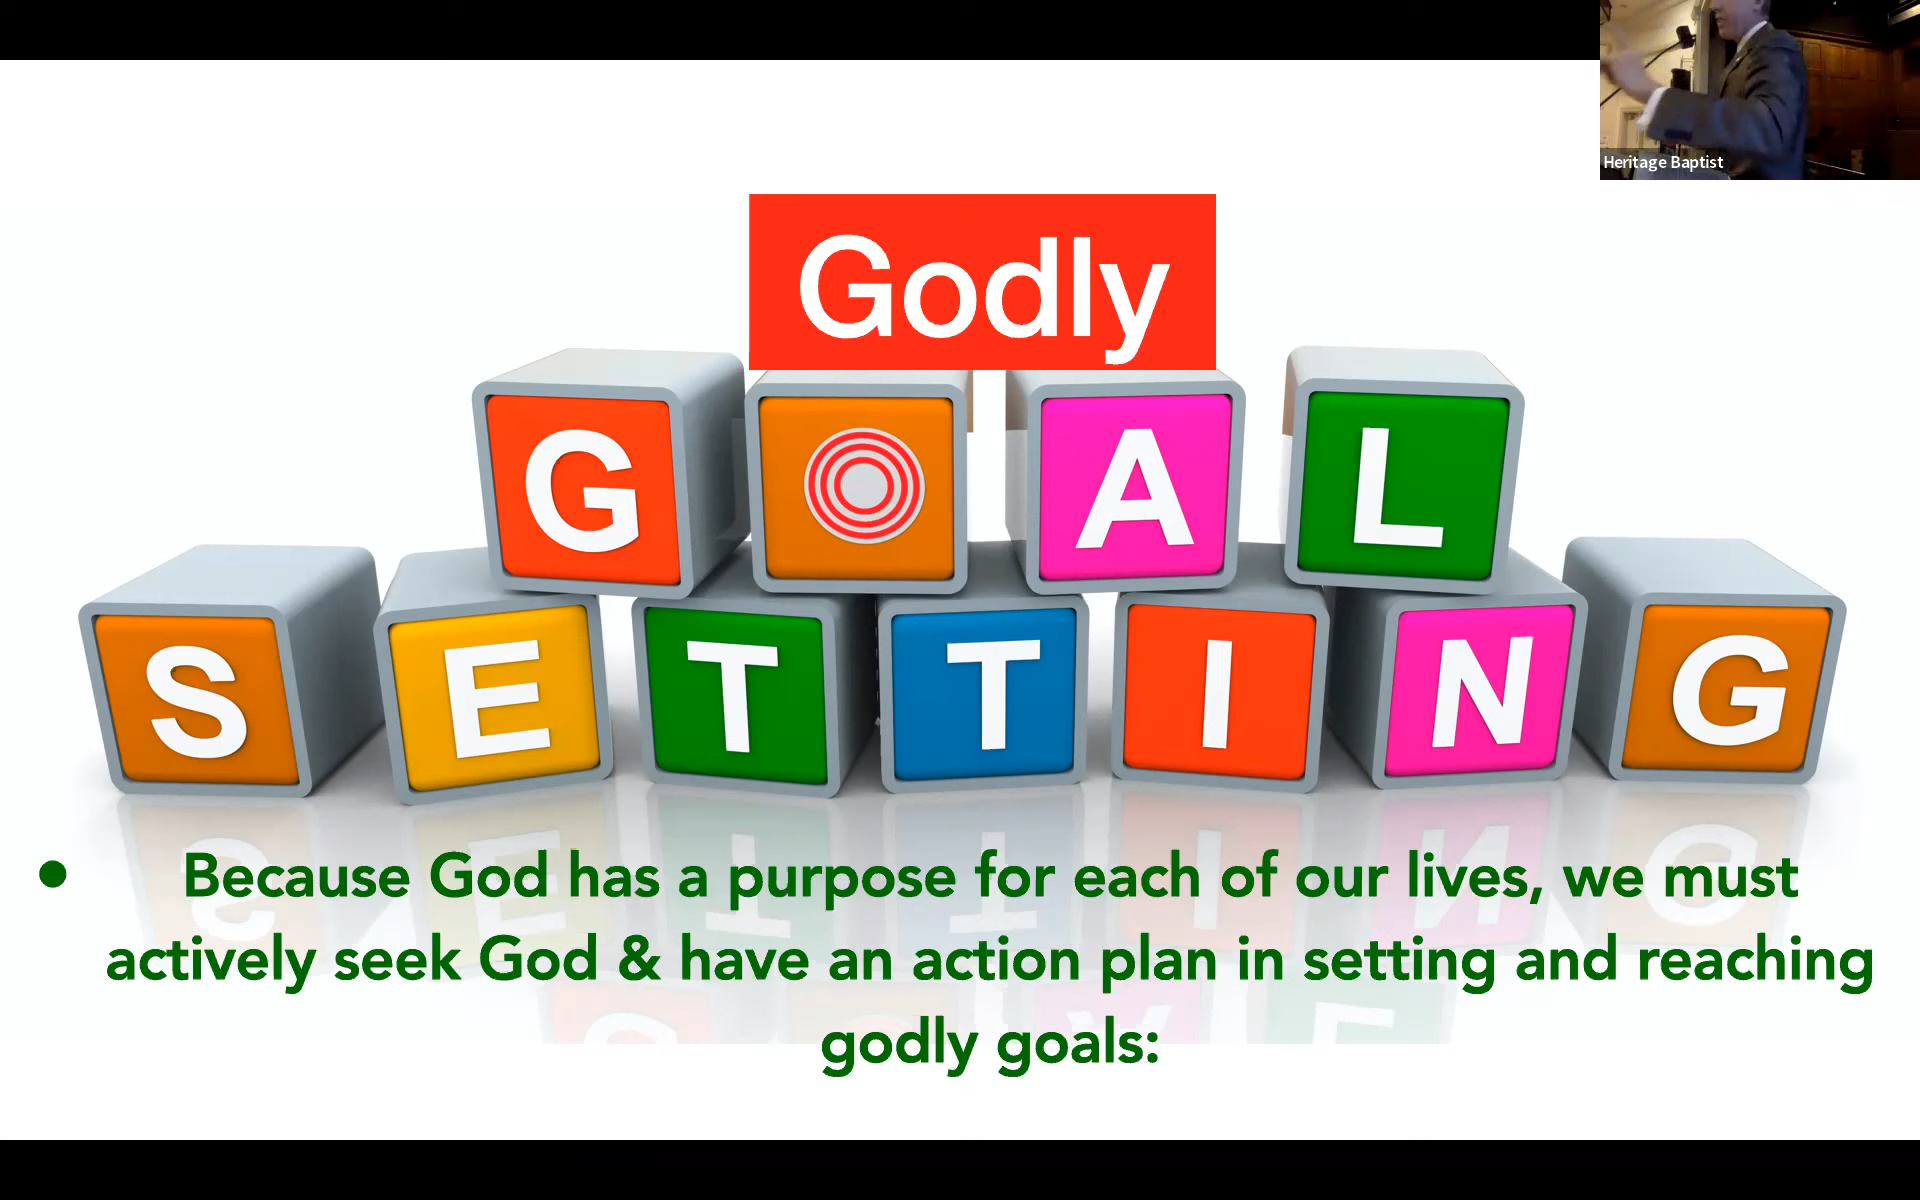 Heritage Baptist
Godly
G AL
SETTING
• Because God has a purpose for each of our lives, we must
actively seek God & have an action plan in setting and reaching
godly goals: